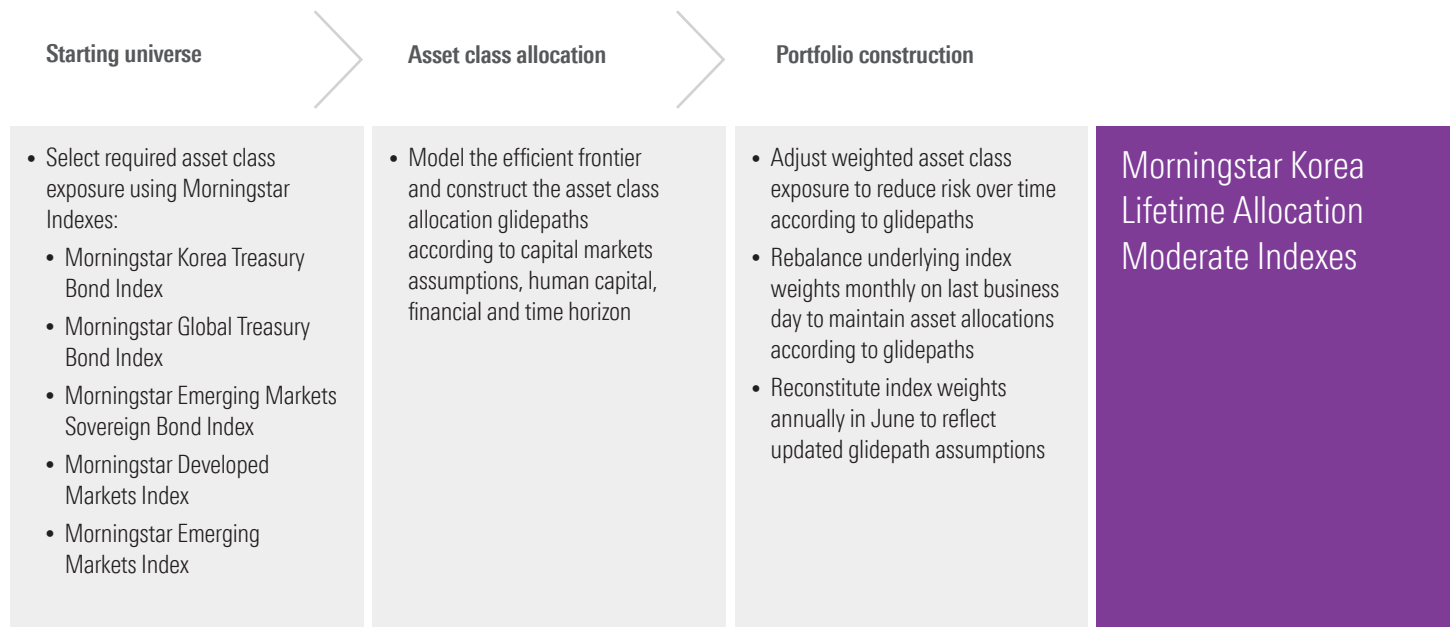 Starting universe
Asset class allocation
Portfolio construction
• Select required asset class
exposure using Morningstar
Indexes:
• Morningstar Korea Treasury
Bond Index
• Morningstar Global Treasury
Bond Index
• Morningstar Emerging Markets
Sovereign Bond Index
• Morningstar Developed
Markets Index
• Morningstar Emerging
Markets Index
• Model the efficient frontier
and construct the asset class
allocation glidepaths
according to capital markets
assumptions, human capital,
financial and time horizon
• Adjust weighted asset class
exposure to reduce risk over time
according to glidepaths
• Rebalance underlying index
weights monthly on last business
day to maintain asset allocations
according to glidepaths
• Reconstitute index weights
annually in June to reflect
updated glidepath assumptions
Morningstar Korea
Lifetime Allocation
Moderate Indexes